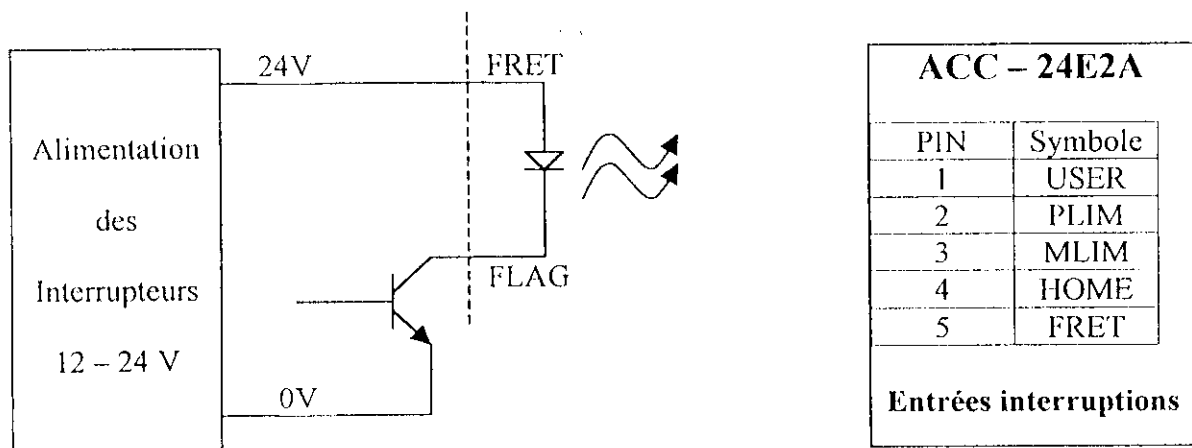 24V
FRET
Alimentation
des
Interrupteurs
12 – 24 V
FLAG
0V
ACC – 24E2A
PIN Symbole
1 USER
2 PLIM
3 MLIM
4 HOME
5 FRET
Entrées interruptions